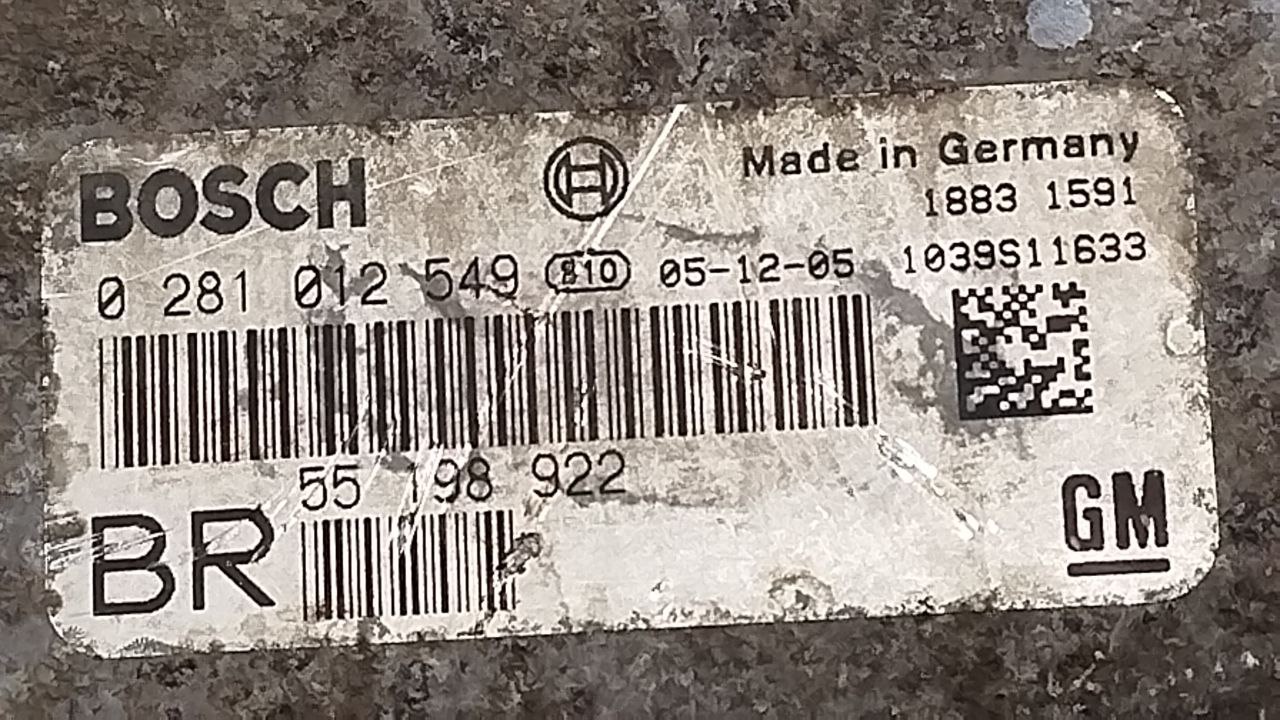 BOSCH
Made in Germany
1883 1591
0 281 012 549 810 05-12-05 1039S11633
55 198 922
BR
GM